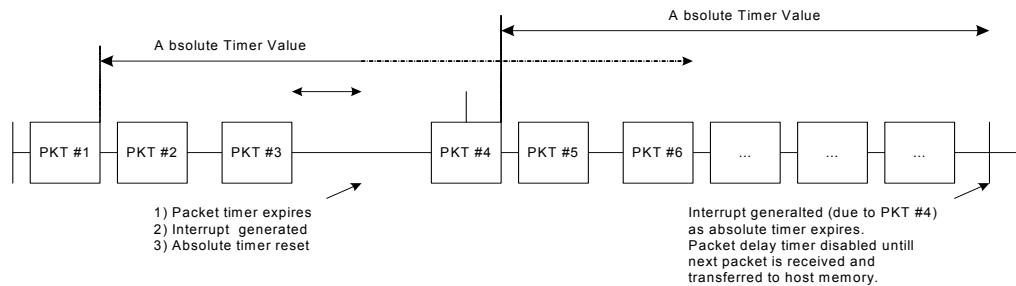 A bsolute Timer Value
A bsolute Timer Value
PKT #1
PKT #2
PKT #3
PKT #4
PKT #5
PKT #6
...
...
...
1) Packet timer expires
2) Interrupt generated
3) Absolute timer reset
Interrupt generalted (due to PKT #4)
as absolute timer expires.
Packet delay timer disabled untill
next packet is received and
transferred to host memory.